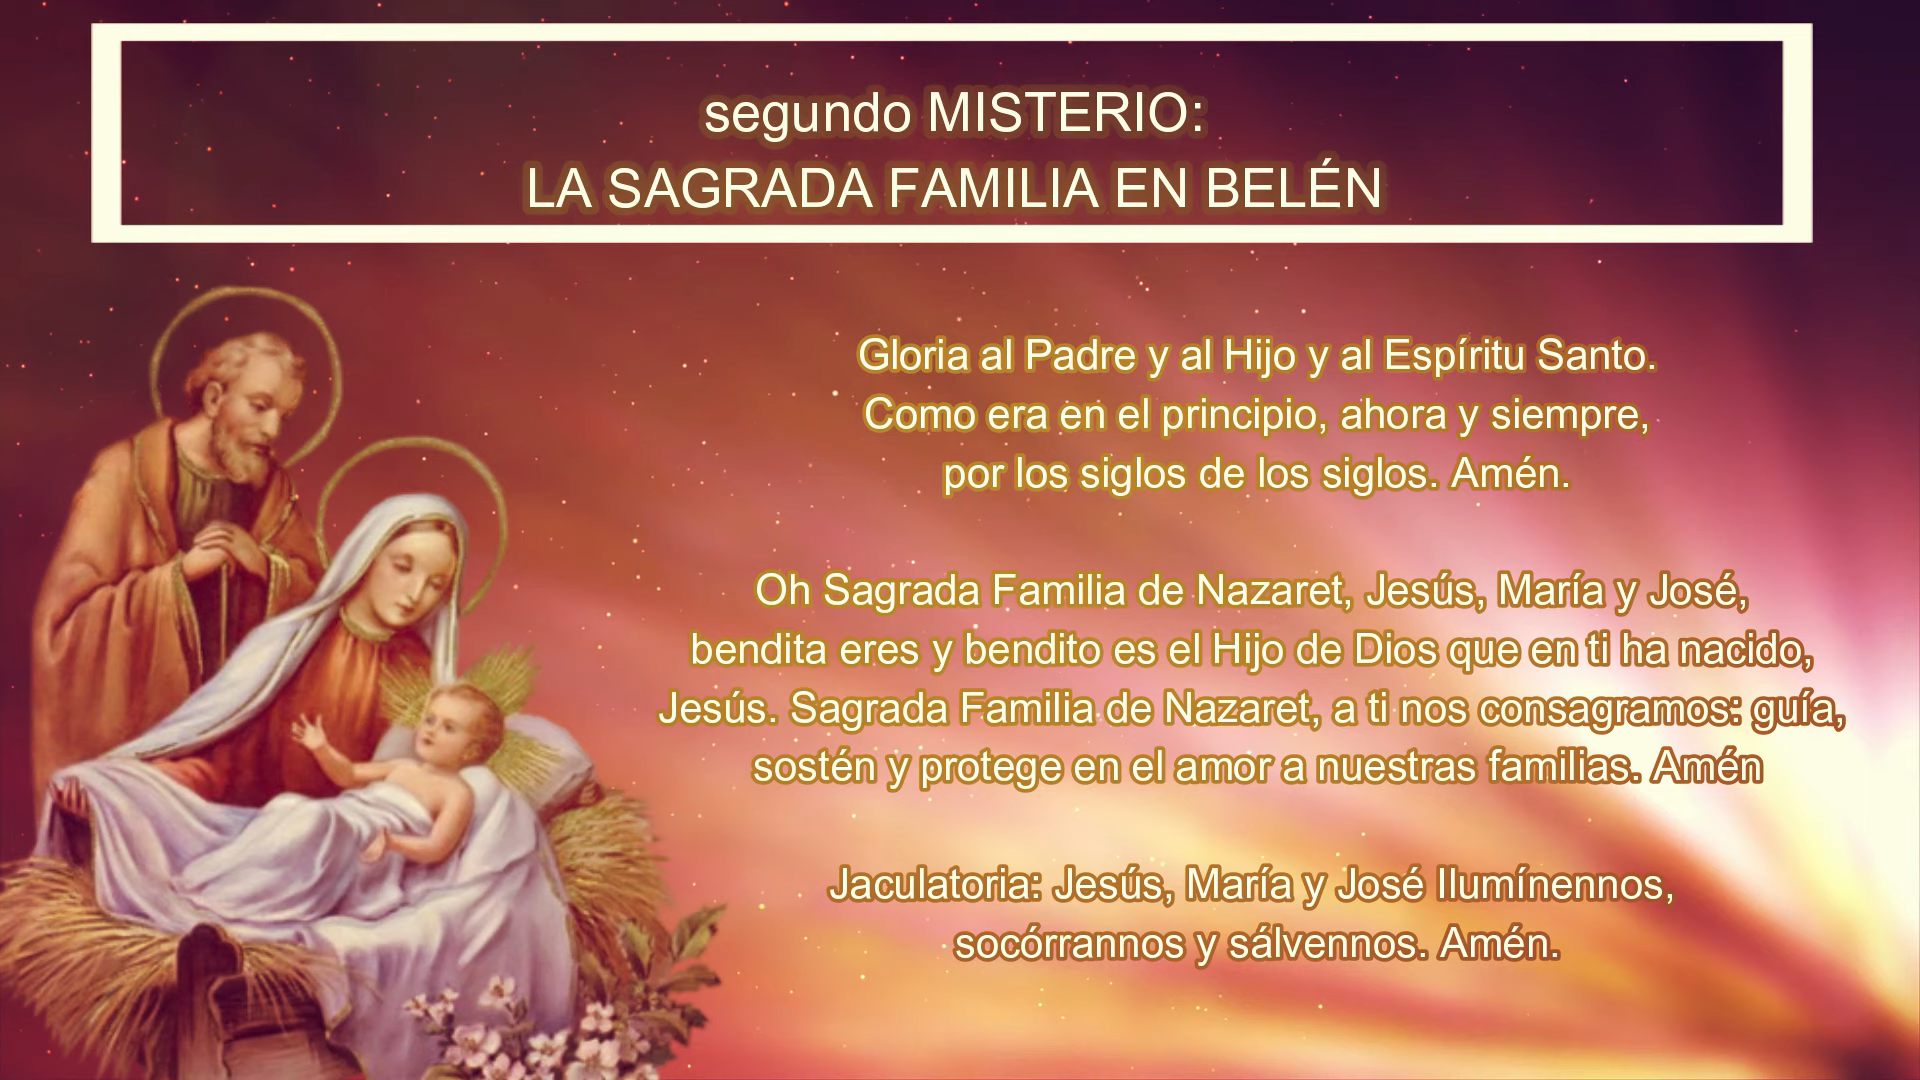 segundo MISTERIO:
LA SAGRADA FAMILIA EN BELÉN
Gloria al Padre y al Hijo y al Espíritu Santo.
Como era en el principio, ahora y siempre,
por los siglos de los siglos. Amén.
Oh Sagrada Familia de Nazaret, Jesús, María y José,
bendita eres y bendito es el Hijo de Dios que en ti ha nacido,
Jesús. Sagrada Familia de Nazaret, a ti nos consagramos: guía,
sostén y protege en el amor a nuestras familias. Amén
Jaculatoria: Jesús, María y José Ilumínennos,
socórrannos y sálvennos. Amén.